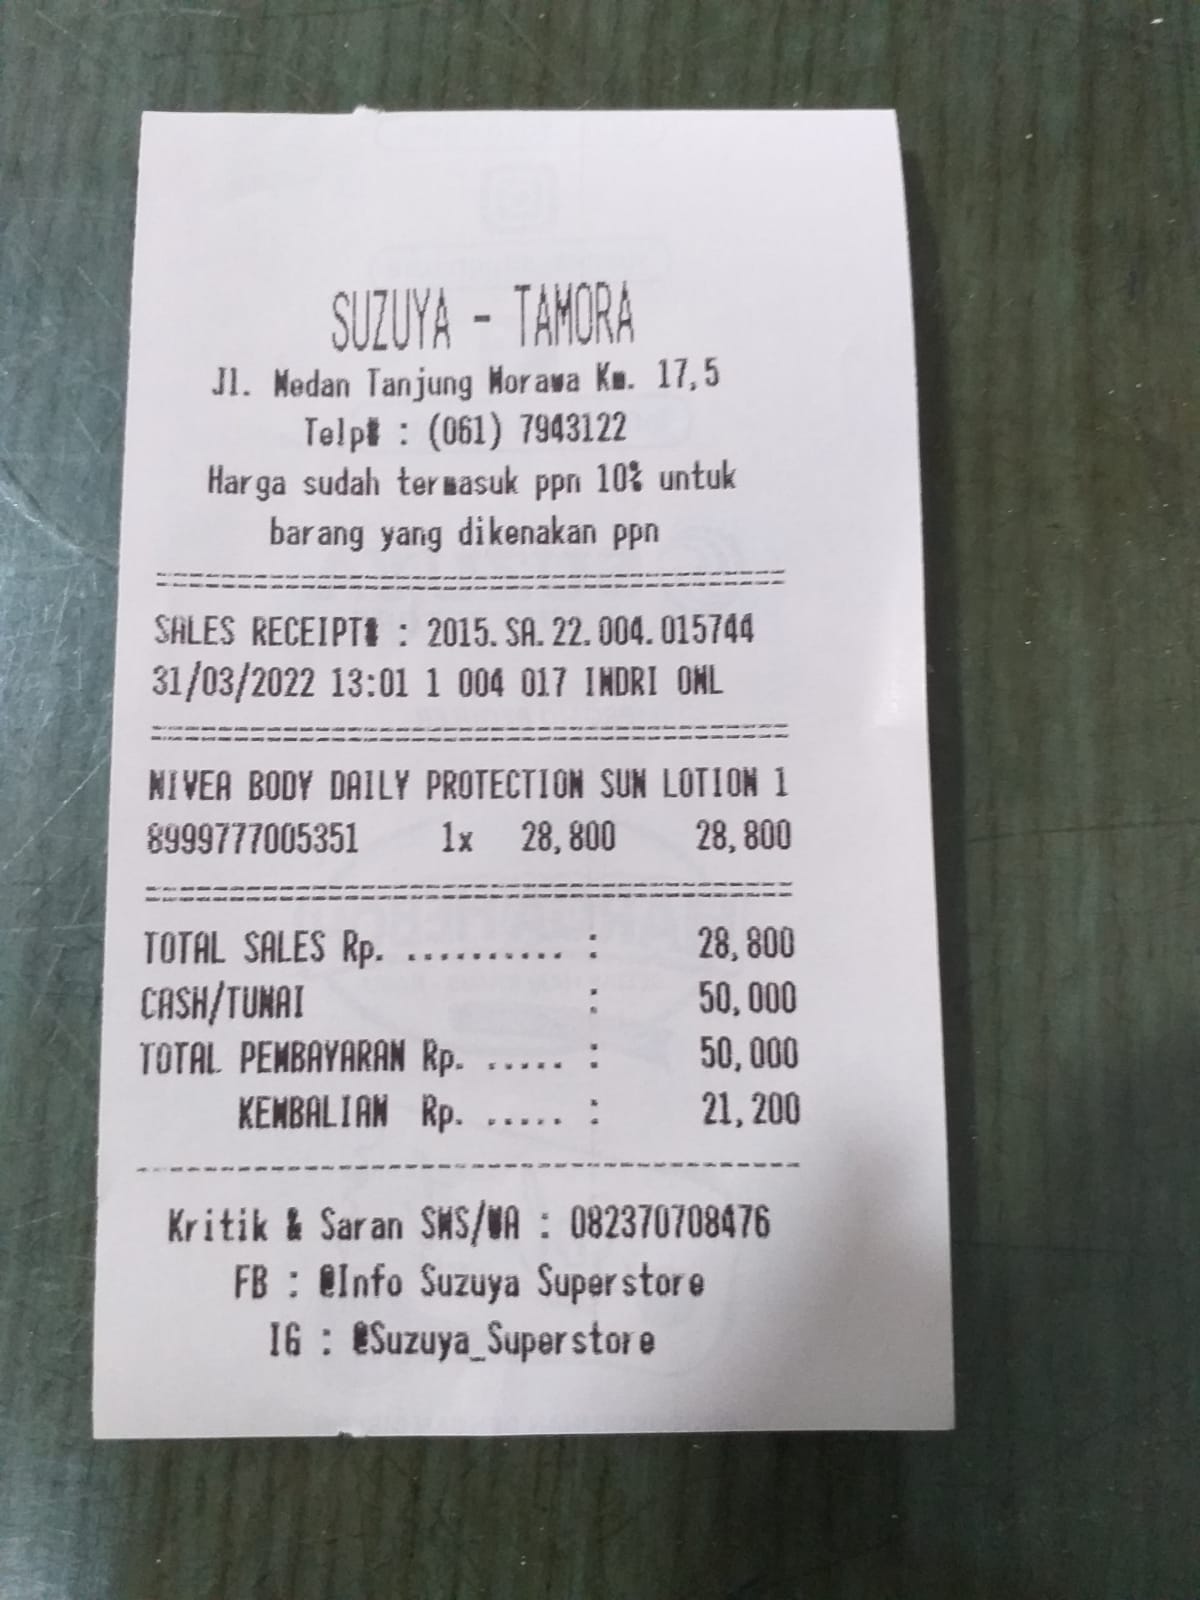 SUZUYA - TAMORA
Jl. Medan Tanjung Morawa Km. 17,5
Telp# : (061) 7943122
Harga sudah termasuk ppn 10% untuk
barang yang dikenakan ppn
SALES RECEIPT# : 2015.SA.22.004.015744
31/03/2022 13:01 1 004 017 INDRI ONL
NIVEA BODY DAILY PROTECTION SUN LOTION 1
8999777005351 1x 28,800 28,800
TOTAL SALES Rp. .......... : 28,800
CASH/TUNAI : 50,000
TOTAL PEMBAYARAN Rp. ..... : 50,000
KEMBALIAN Rp. ..... : 21,200
Kritik & Saran SMS/WA : 082370708476
FB : @Info Suzuya Superstore
IG : @Suzuya_Superstore